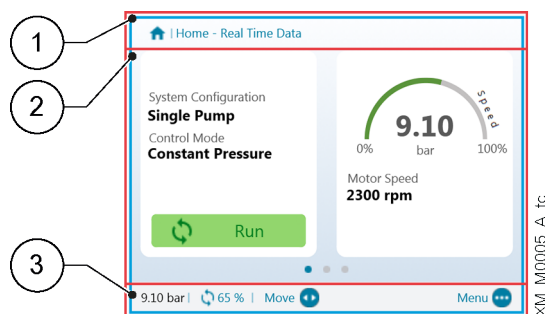 1
| Home - Real Time Data
2
System Configuration
Single Pump
Control Mode
Constant Pressure
Run
Speed
9.10
0% bar 100%
Motor Speed
2300 rpm
3
9.10 bar | 65 % | Move
Menu
XM_M0005_A_tc